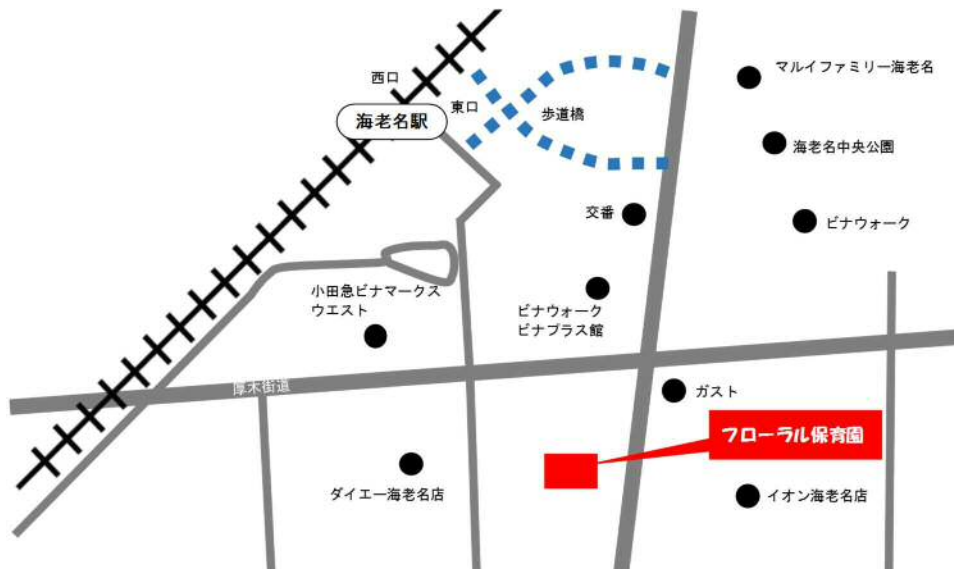 マルイファミリー海老名
西口
東口
歩道橋
海老名駅
海老名中央公園
交番
ビナウォーク
小田急ビナマークス
ウエスト
ビナウォーク
ビナプラス館
厚木街道
ガスト
フローラル保育園
ダイエー海老名店
イオン海老名店